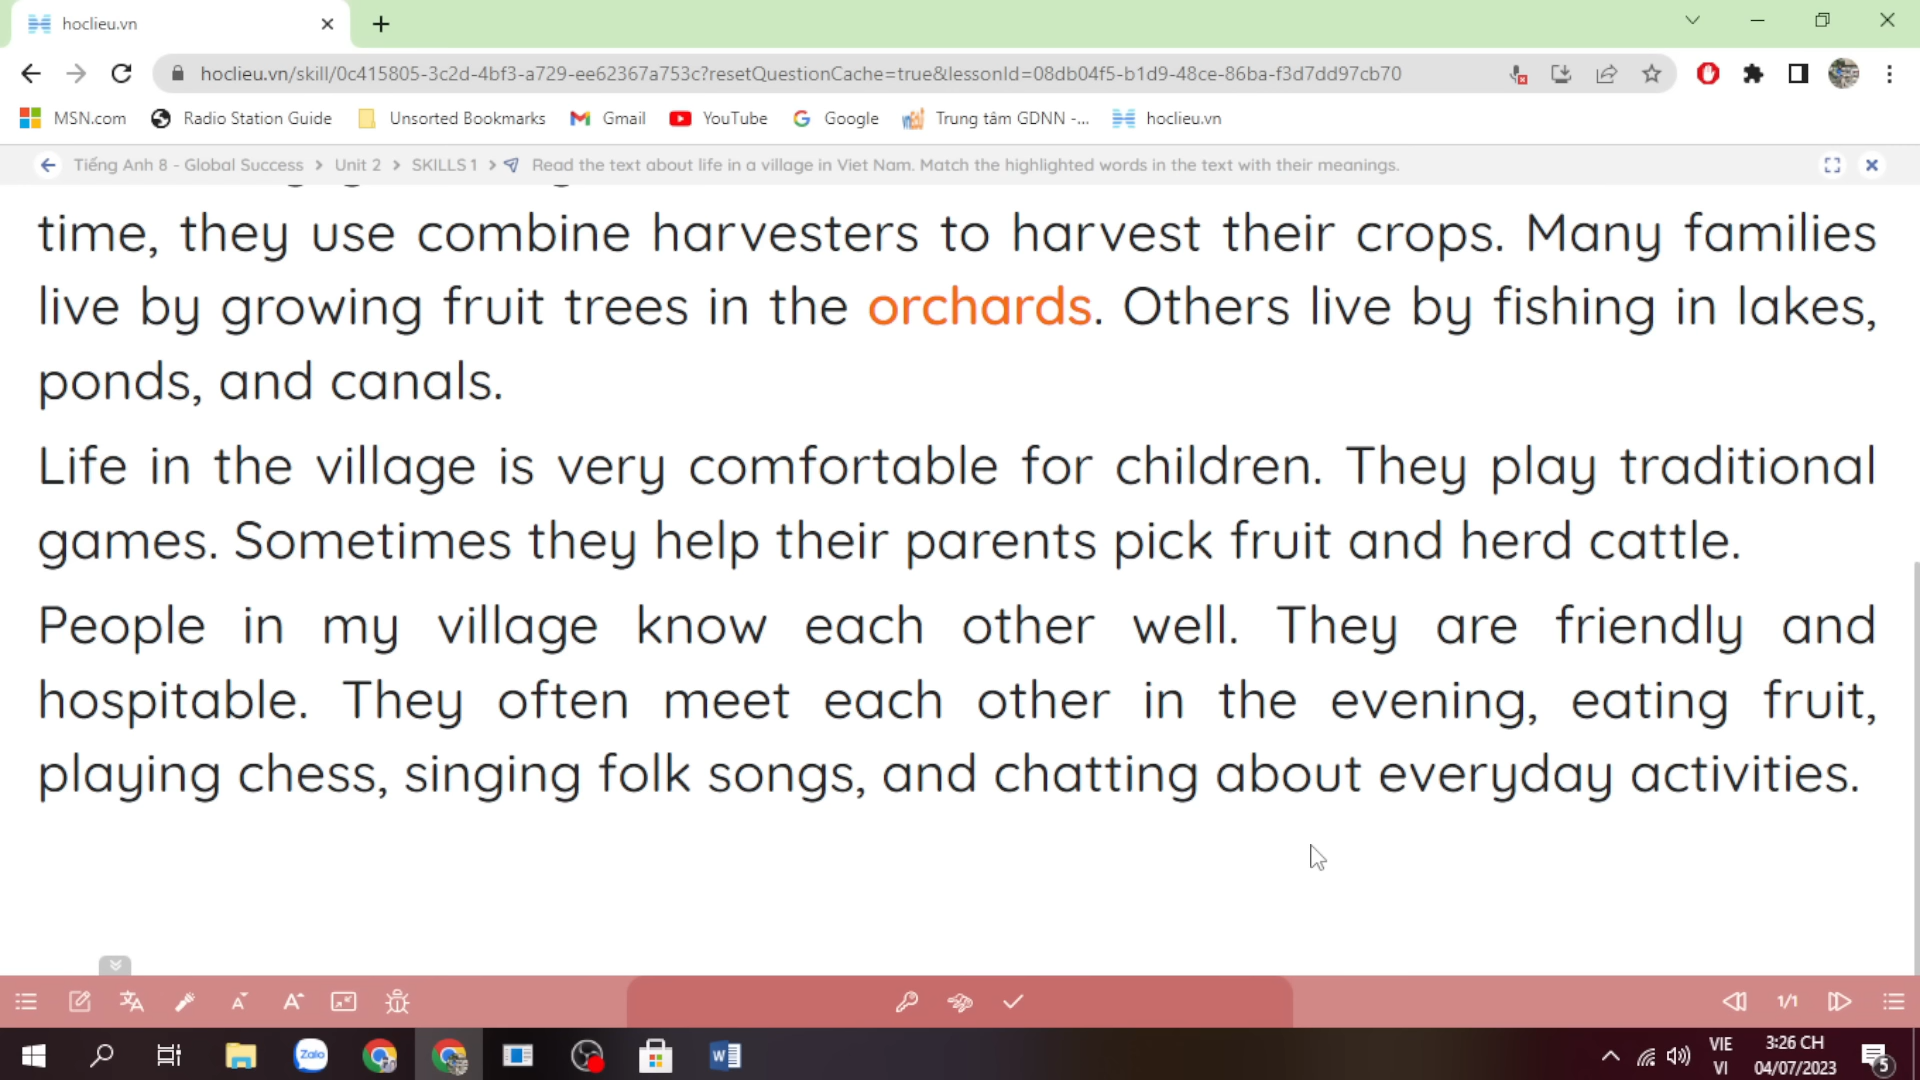 hoclieu.vn
hoclieu.vn/skill/0c415805-3c2d-4bf3-a729-ee62367a753c?resetQuestionCache=true&lessonId=08db04f5-b1d9-48ce-86ba-f3d7dd97cb70
MSN.com Radio Station Guide Unsorted Bookmarks Gmail YouTube Google Trung tâm GDNN -... hoclieu.vn
Tiếng Anh 8 - Global Success > Unit 2 > SKILLS 1 > Read the text about life in a village in Viet Nam. Match the highlighted words in the text with their meanings.
time, they use combine harvesters to harvest their crops. Many families
live by growing fruit trees in the orchards. Others live by fishing in lakes,
ponds, and canals.
Life in the village is very comfortable for children. They play traditional
games. Sometimes they help their parents pick fruit and herd cattle.
People in my village know each other well. They are friendly and
hospitable. They often meet each other in the evening, eating fruit,
playing chess, singing folk songs, and chatting about everyday activities.
1/1
Zalo
VIE
VI
3:26 CH
04/07/2023
5